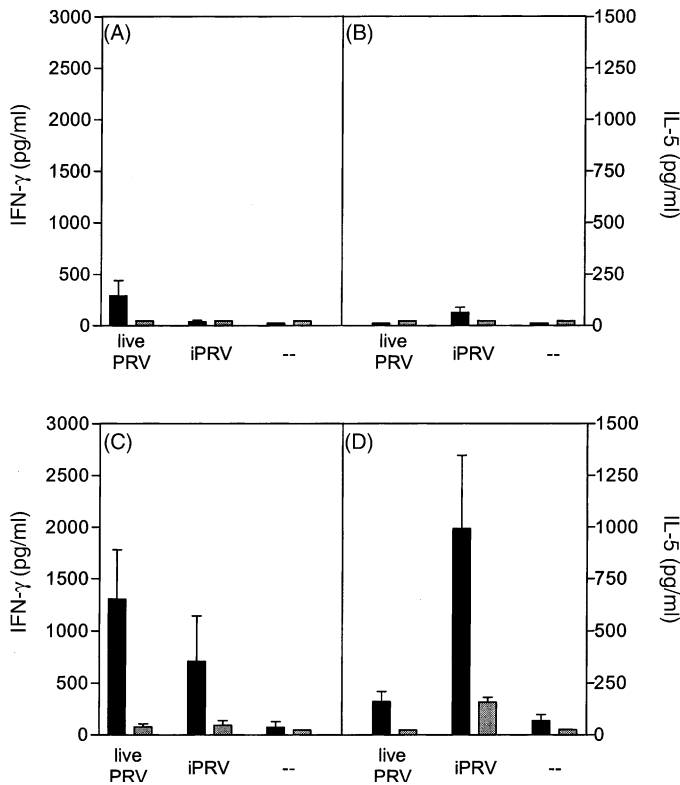 (A)
(B)
3000
2500
2000
1500
1000
500
0
IFN-γ (pg/ml)
1500
1250
1000
750
500
250
0
IL-5 (pg/ml)
live
PRV
iPRV
--
live
PRV
iPRV
--
(C)
(D)
3000
2500
2000
1500
1000
500
0
IFN-γ (pg/ml)
1500
1250
1000
750
500
250
0
IL-5 (pg/ml)
live
PRV
iPRV
--
live
PRV
iPRV
--